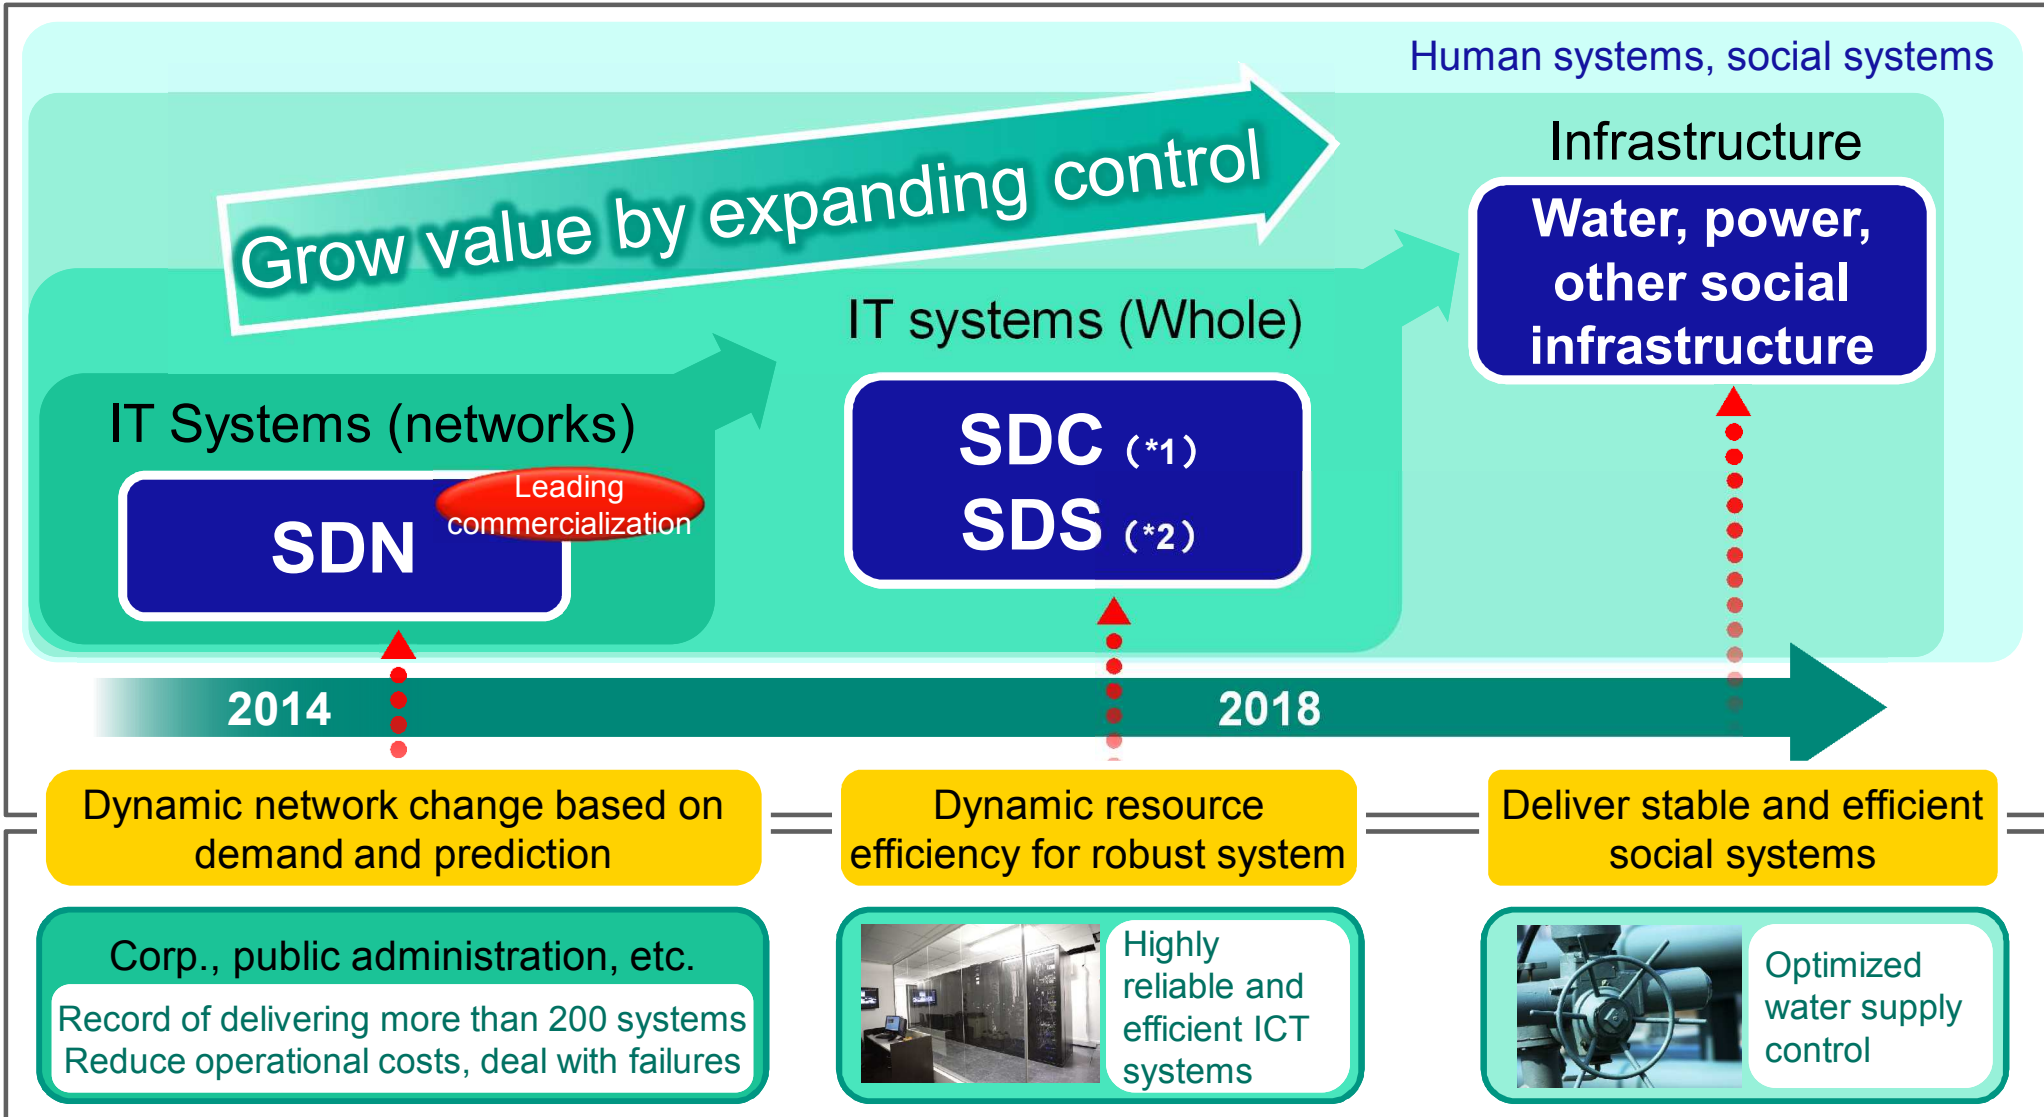 Human systems, social systems
Grow value by expanding control
Infrastructure
Water, power,
other social
infrastructure
IT systems (Whole)
SDC (*1)
SDS (*2)
IT Systems (networks)
Leading
commercialization
SDN
2014
2018
Dynamic network change based on
demand and prediction
Dynamic resource
efficiency for robust system
Deliver stable and efficient
social systems
Corp., public administration, etc.
Record of delivering more than 200 systems
Reduce operational costs, deal with failures
Highly
reliable and
efficient ICT
systems
Optimized
water supply
control